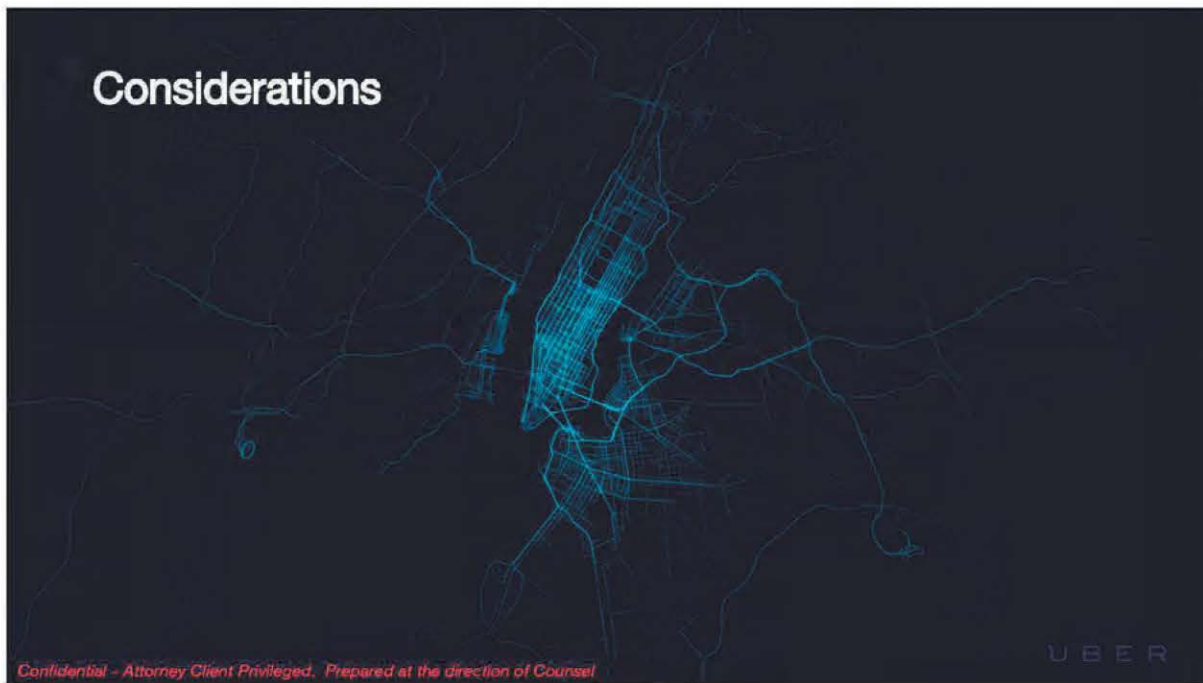 Considerations
Confidential - Attorney Client Privileged. Prepared at the direction of Counsel
UBER